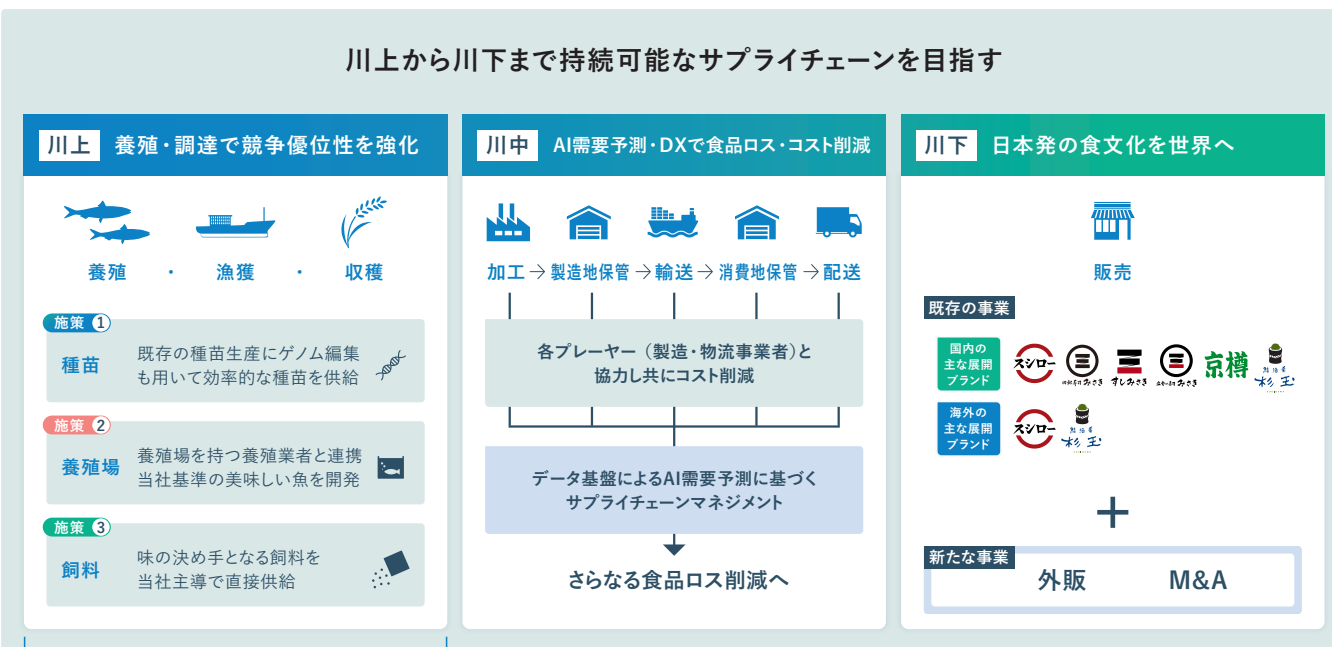 川上から川下まで持続可能なサプライチェーンを目指す
川上 養殖・調達で競争優位性を強化
養殖 ・ 漁獲 ・ 収穫
施策 1
種苗
既存の種苗生産にゲノム編集
も用いて効率的な種苗を供給
施策 2
養殖場
養殖場を持つ養殖業者と連携
当社基準の美味しい魚を開発
施策 3
飼料
味の決め手となる飼料を
当社主導で直接供給
川中 AI需要予測・DXで食品ロス・コスト削減
加工→製造地保管→輸送→消費地保管→配送
各プレーヤー（製造・物流事業者）と
協力し共にコスト削減
データ基盤によるAI需要予測に基づく
サプライチェーンマネジメント
さらなる食品ロス削減へ
川下 日本発の食文化を世界へ
販売
既存の事業
国内の
主な展開
ブランド
スシロー
みさき
すしみさき
みさき
京樽
杉玉
海外の
主な展開
ブランド
スシロー
杉玉
+
新たな事業
外販 M&A